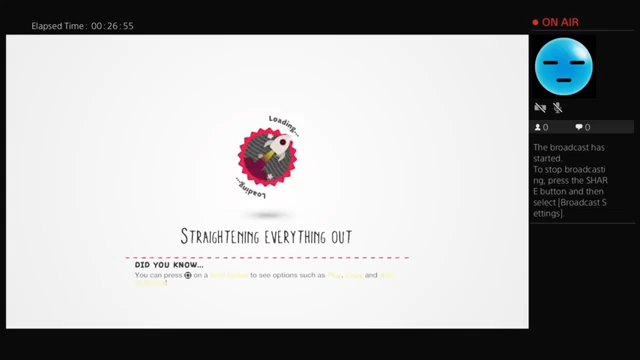 Elapsed Time: 00:26:55
ON AIR
Loading...
Loading...
0 0
STRAIGHTENING EVERYTHING OUT
DID YOU KNOW...
You can press on a to see options such as and
!
The broadcast has
started.
To stop broadcasti
ng, press the SHAR
E button and then
select [Broadcast S
ettings].